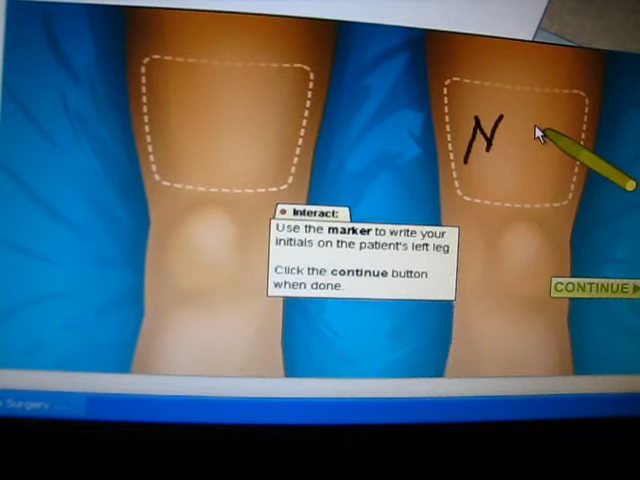 N
Interact:
Use the marker to write your
initials on the patient's left leg
Click the continue button
when done.
CONTINUE
Surgery